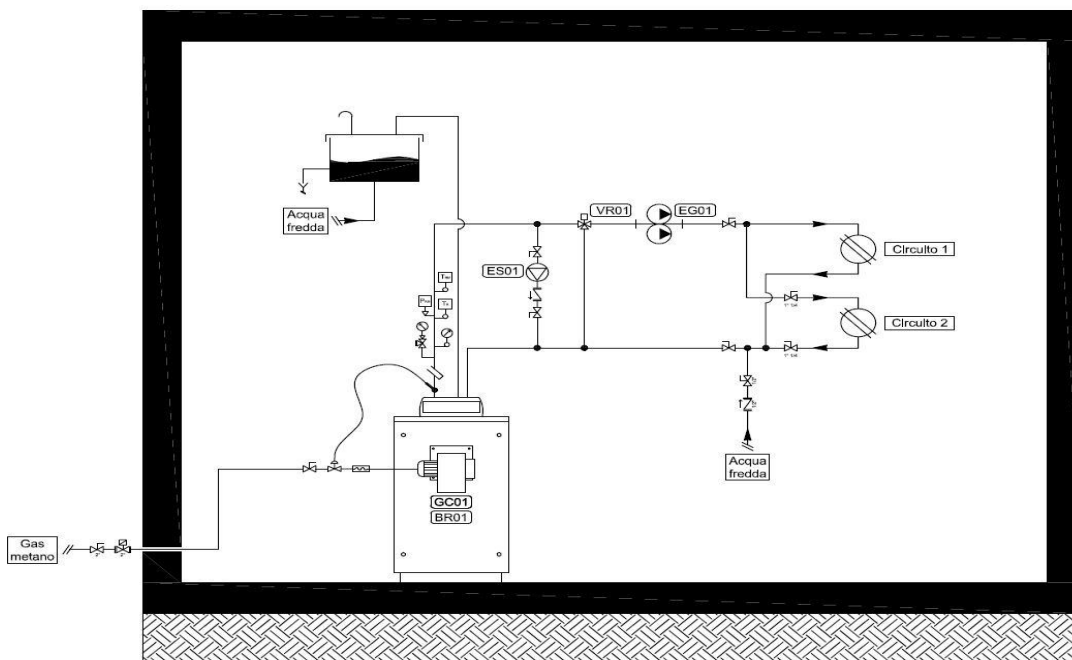 Acqua
fredda
VR01
EG01
CIrcuIto 1
ES01
CIrcuIto 2
Acqua
fredda
GC01
BR01
Gas
metano